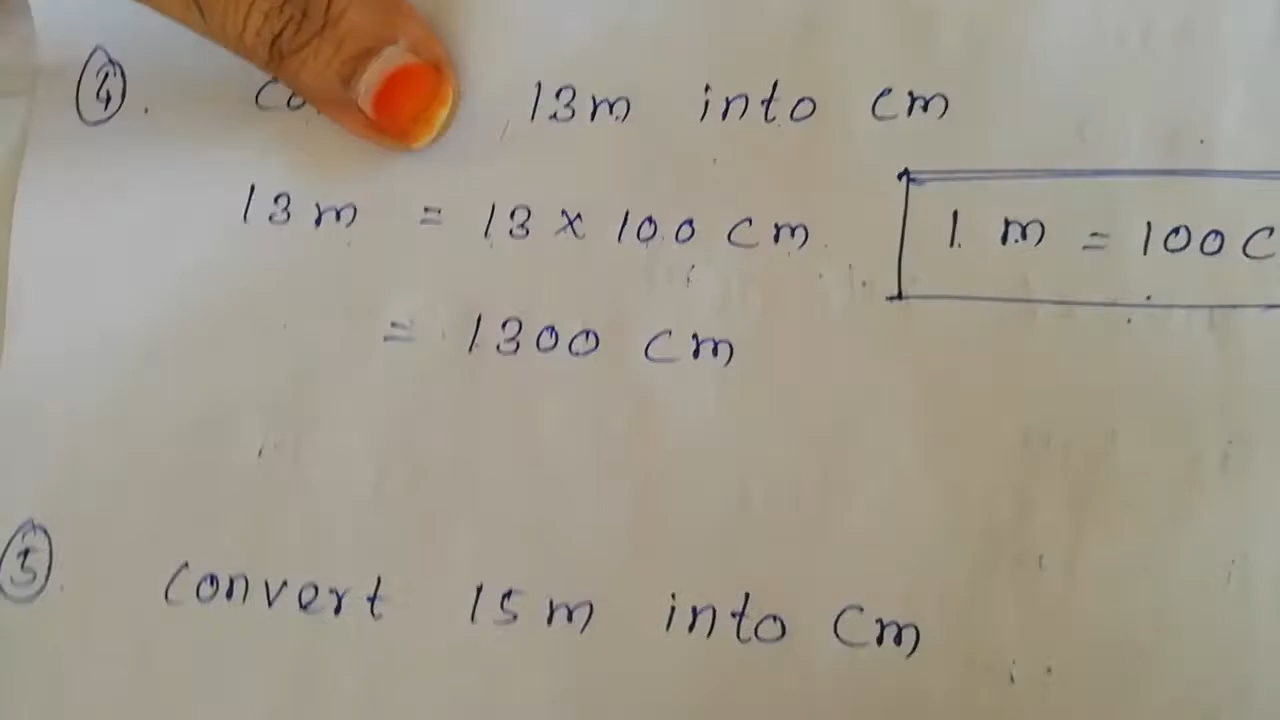 4. 13m into cm
13 m = 13 x 100 cm
1 m = 100 c
= 1300 cm
5. convert 15m into cm